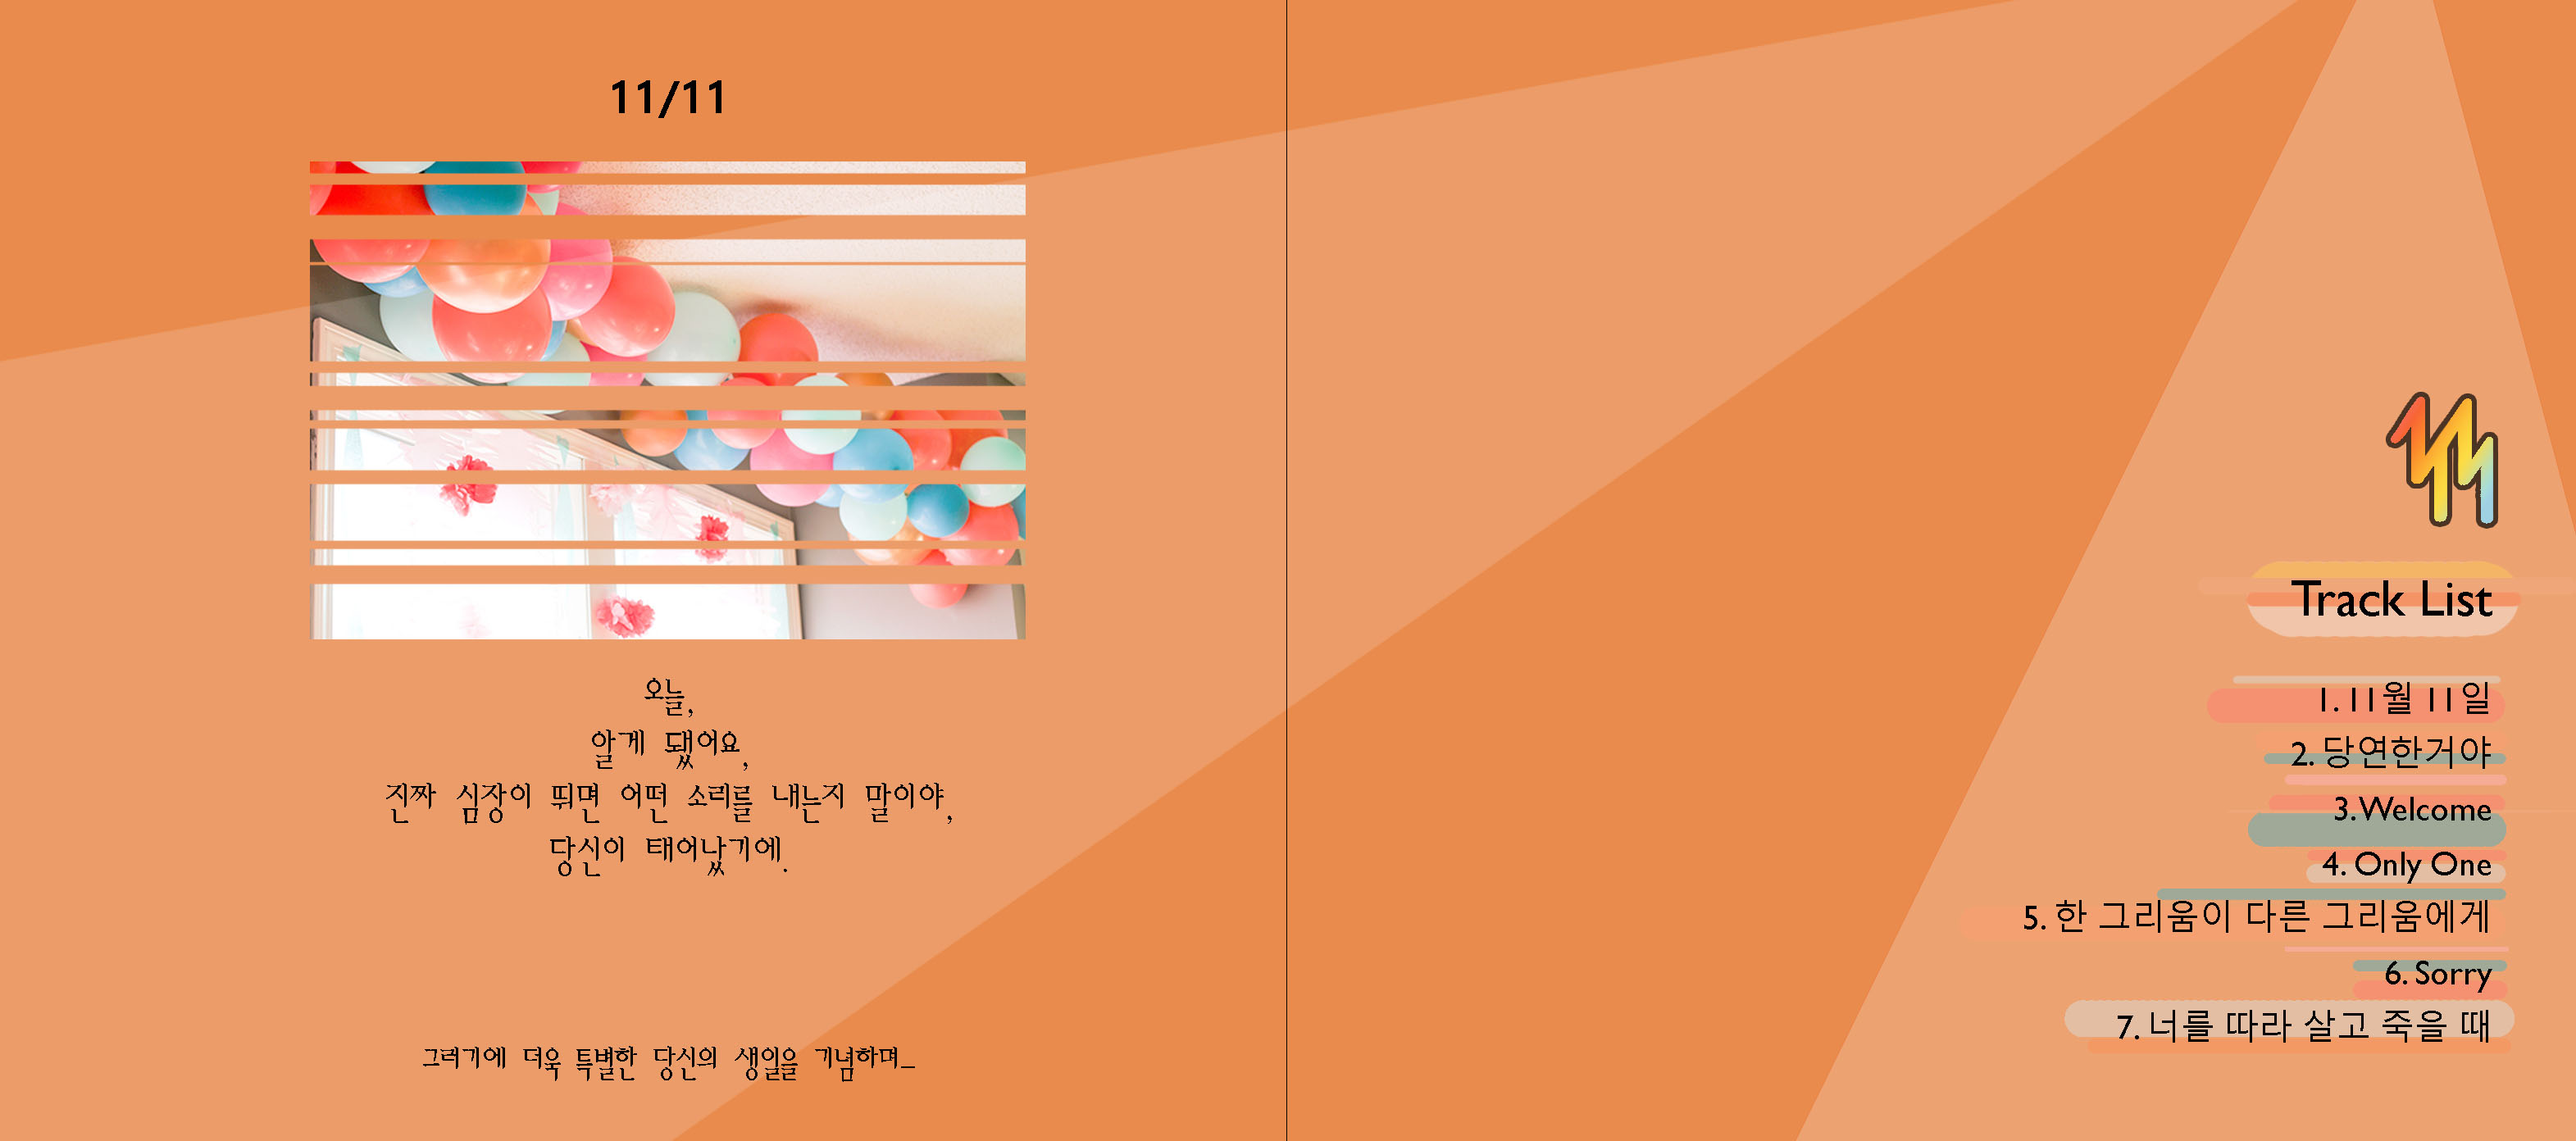 11/11
오늘,
알게 됐어요,
진짜 심장이 뛰면 어떤 소리를 내는지 말이야,
당신이 태어났기에.
그러기에 더욱 특별한 당신의 생일을 기념하며_
Track List
1. 11월 11일
2. 당연한거야
3. Welcome
4. Only One
5. 한 그리움이 다른 그리움에게
6. Sorry
7. 너를 따라 살고 죽을 때